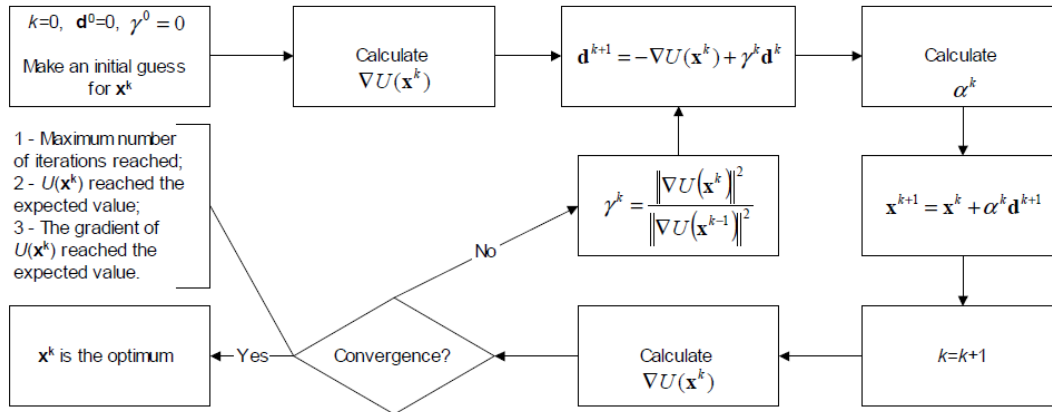 k=0, d⁰=0, γ⁰ = 0
Make an initial guess
for xᵏ
Calculate
∇U(xᵏ)
dᵏ⁺¹ = −∇U(xᵏ) + γᵏdᵏ
Calculate
αᵏ
1 - Maximum number
of iterations reached;
2 - U(xᵏ) reached the
expected value;
3 - The gradient of
U(xᵏ) reached the
expected value.
No
γᵏ = ‖∇U(xᵏ)‖² / ‖∇U(xᵏ⁻¹)‖²
xᵏ⁺¹ = xᵏ + αᵏdᵏ⁺¹
xᵏ is the optimum
Yes
Convergence?
Calculate
∇U(xᵏ)
k=k+1